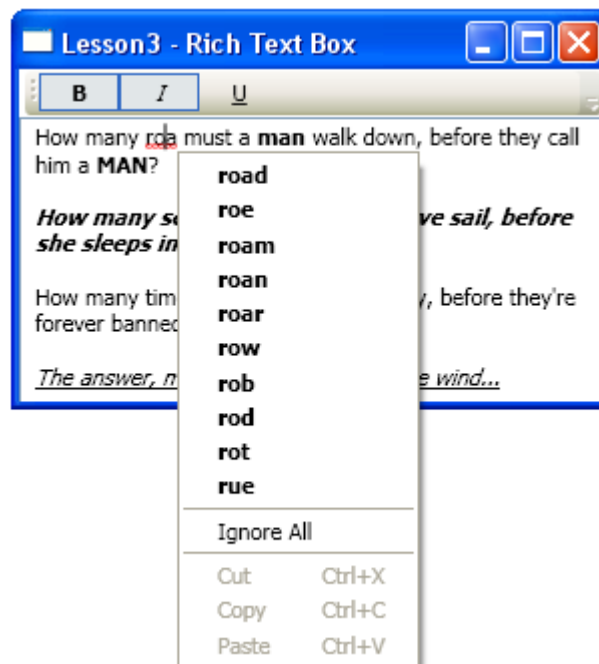 Lesson3 - Rich Text Box
B I U
How many roa must a man walk down, before they call
him a MAN?
How many ve sail, before
she sleeps in
How many tim , before they're
forever banned
The answer, m e wind...
road
roe
roam
roan
roar
row
rob
rod
rot
rue
Ignore All
Cut Ctrl+X
Copy Ctrl+C
Paste Ctrl+V